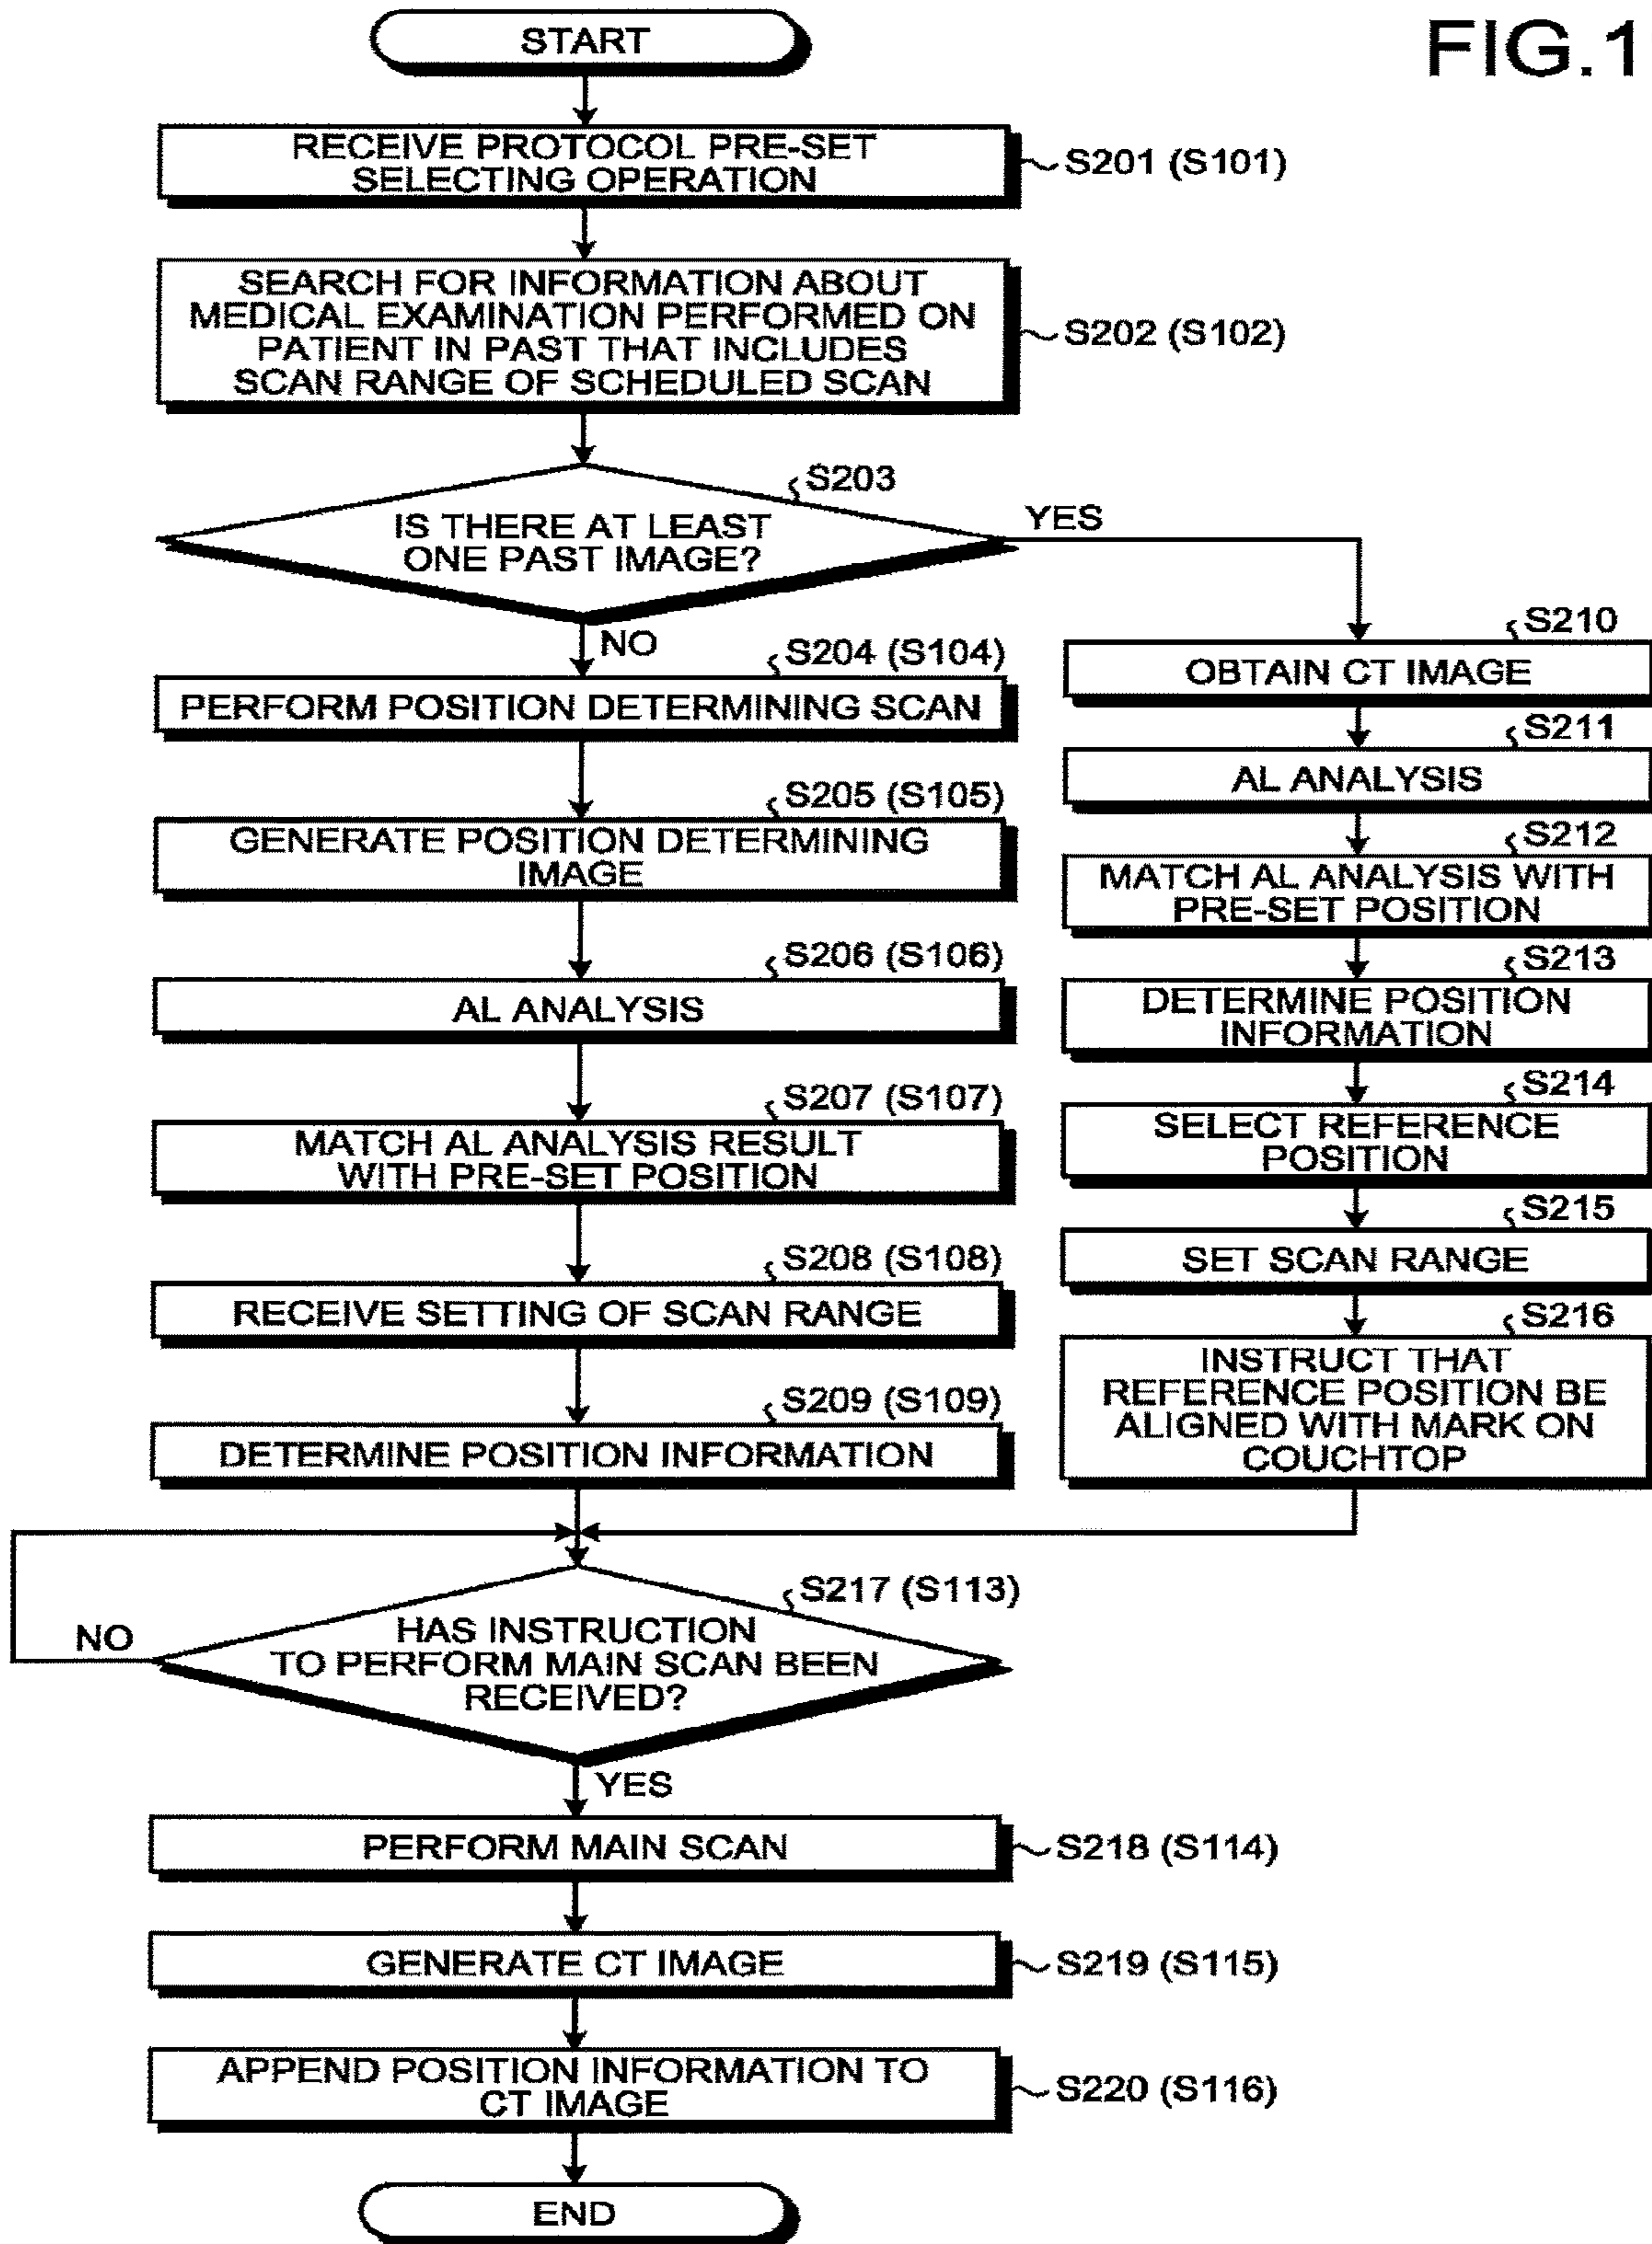 FIG.1
START
RECEIVE PROTOCOL PRE-SET
SELECTING OPERATION
S201 (S101)
SEARCH FOR INFORMATION ABOUT
MEDICAL EXAMINATION PERFORMED ON
PATIENT IN PAST THAT INCLUDES
SCAN RANGE OF SCHEDULED SCAN
S202 (S102)
S203
IS THERE AT LEAST
ONE PAST IMAGE?
YES
NO
S204 (S104)
PERFORM POSITION DETERMINING SCAN
S205 (S105)
GENERATE POSITION DETERMINING
IMAGE
S206 (S106)
AL ANALYSIS
S207 (S107)
MATCH AL ANALYSIS RESULT
WITH PRE-SET POSITION
S208 (S108)
RECEIVE SETTING OF SCAN RANGE
S209 (S109)
DETERMINE POSITION INFORMATION
S210
OBTAIN CT IMAGE
S211
AL ANALYSIS
S212
MATCH AL ANALYSIS WITH
PRE-SET POSITION
S213
DETERMINE POSITION
INFORMATION
S214
SELECT REFERENCE
POSITION
S215
SET SCAN RANGE
S216
INSTRUCT THAT
REFERENCE POSITION BE
ALIGNED WITH MARK ON
COUCHTOP
S217 (S113)
HAS INSTRUCTION
TO PERFORM MAIN SCAN BEEN
RECEIVED?
NO
YES
PERFORM MAIN SCAN
S218 (S114)
GENERATE CT IMAGE
S219 (S115)
APPEND POSITION INFORMATION TO
CT IMAGE
S220 (S116)
END